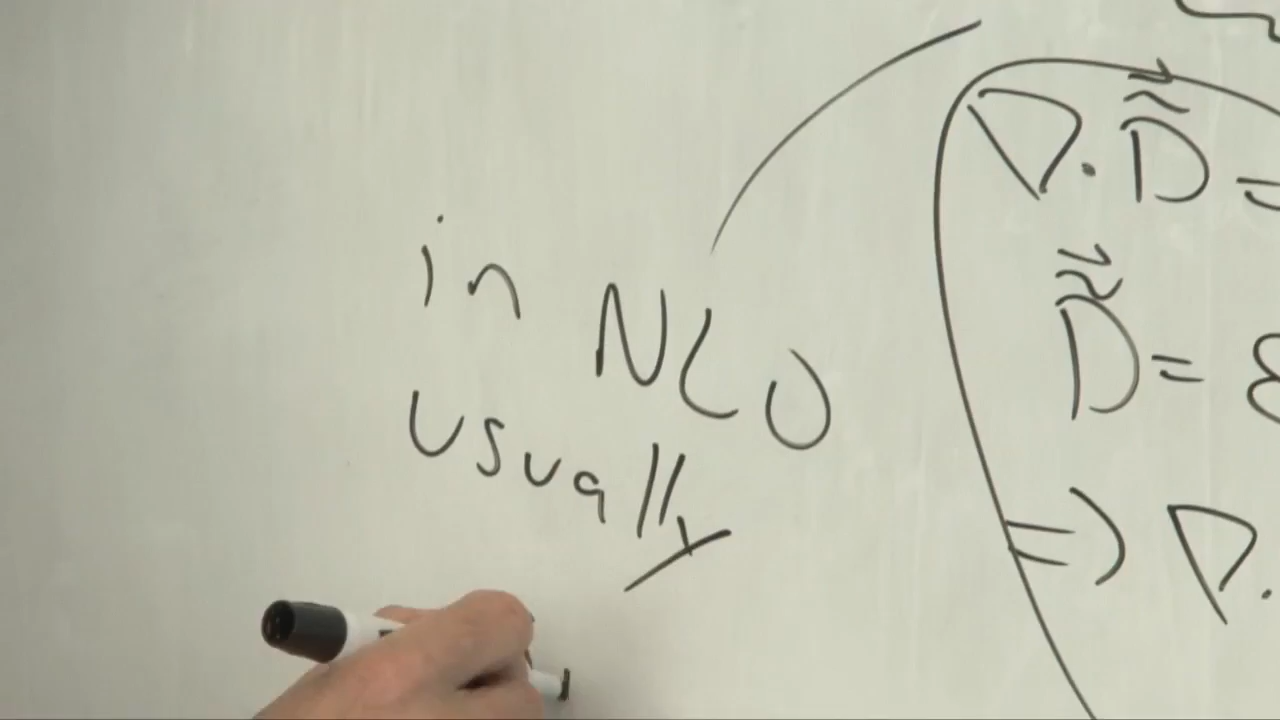 in NLO
usually
∇·D̃⃗ =
D̃⃗ = ε
⇒ ∇.